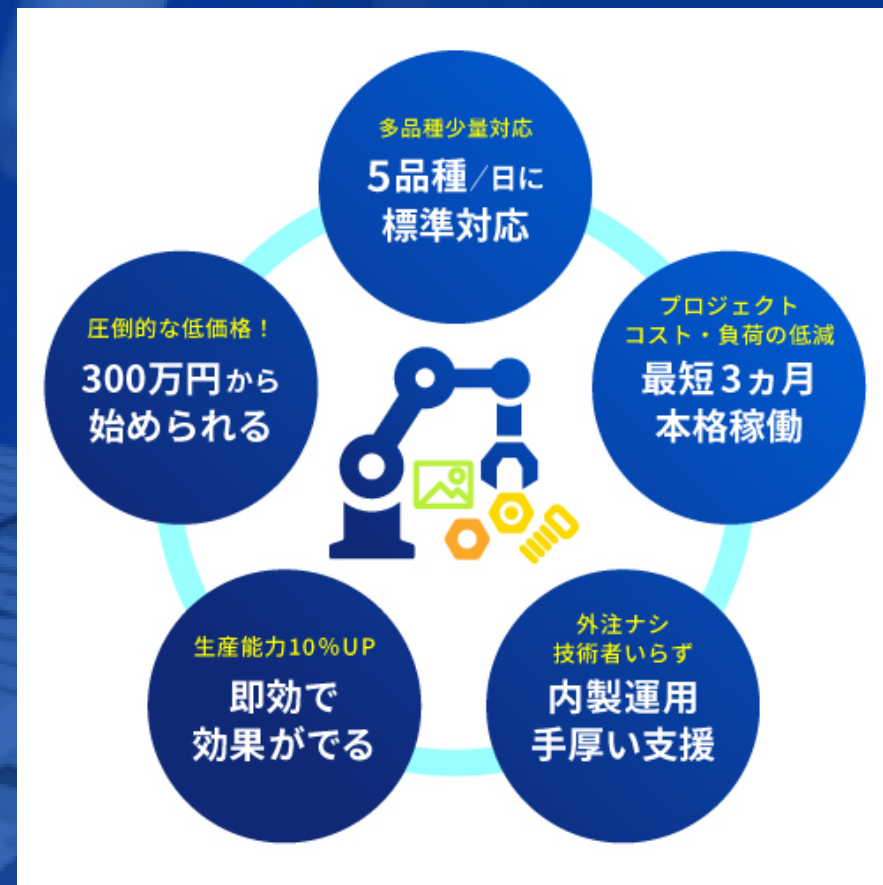 多品種少量対応
5品種/日に
標準対応
圧倒的な低価格！
300万円から
始められる
プロジェクト
コスト・負荷の低減
最短3ヵ月
本格稼働
生産能力10%UP
即効で
効果がでる
外注ナシ
技術者いらず
内製運用
手厚い支援